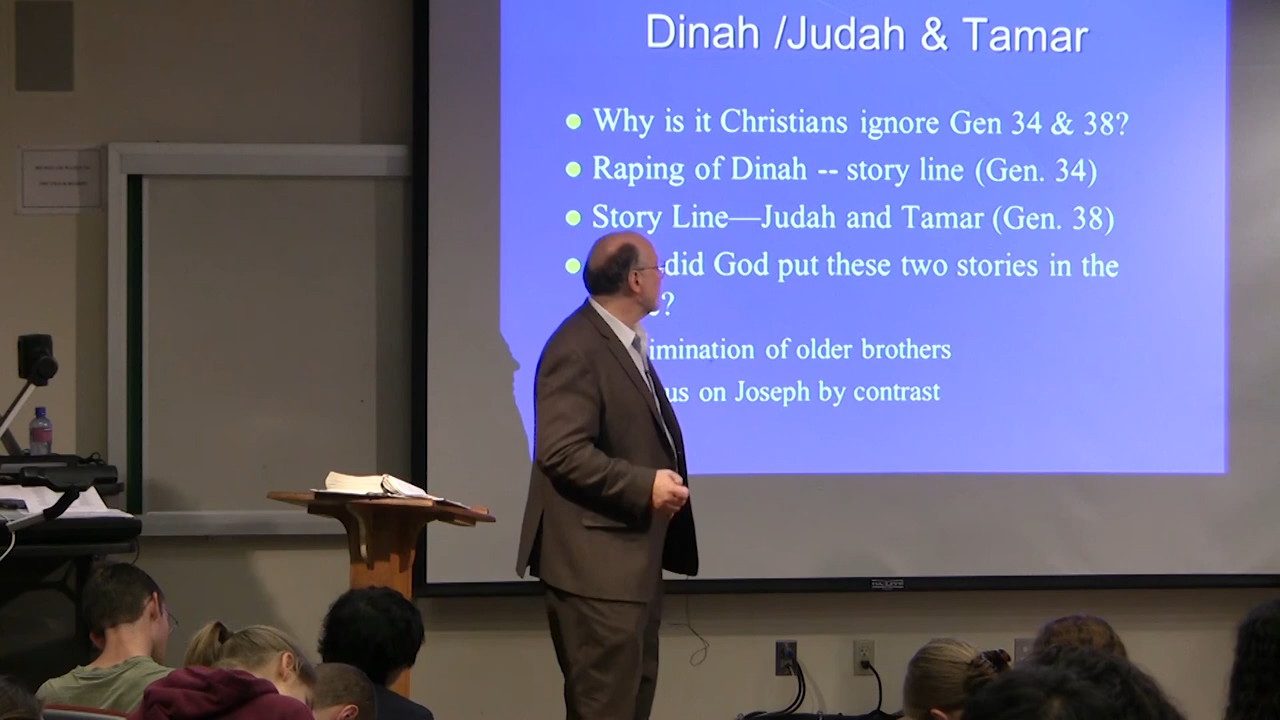 Dinah /Judah & Tamar
Why is it Christians ignore Gen 34 & 38?
Raping of Dinah -- story line (Gen. 34)
Story Line—Judah and Tamar (Gen. 38)
did God put these two stories in the
?
of older brothers
on Joseph by contrast